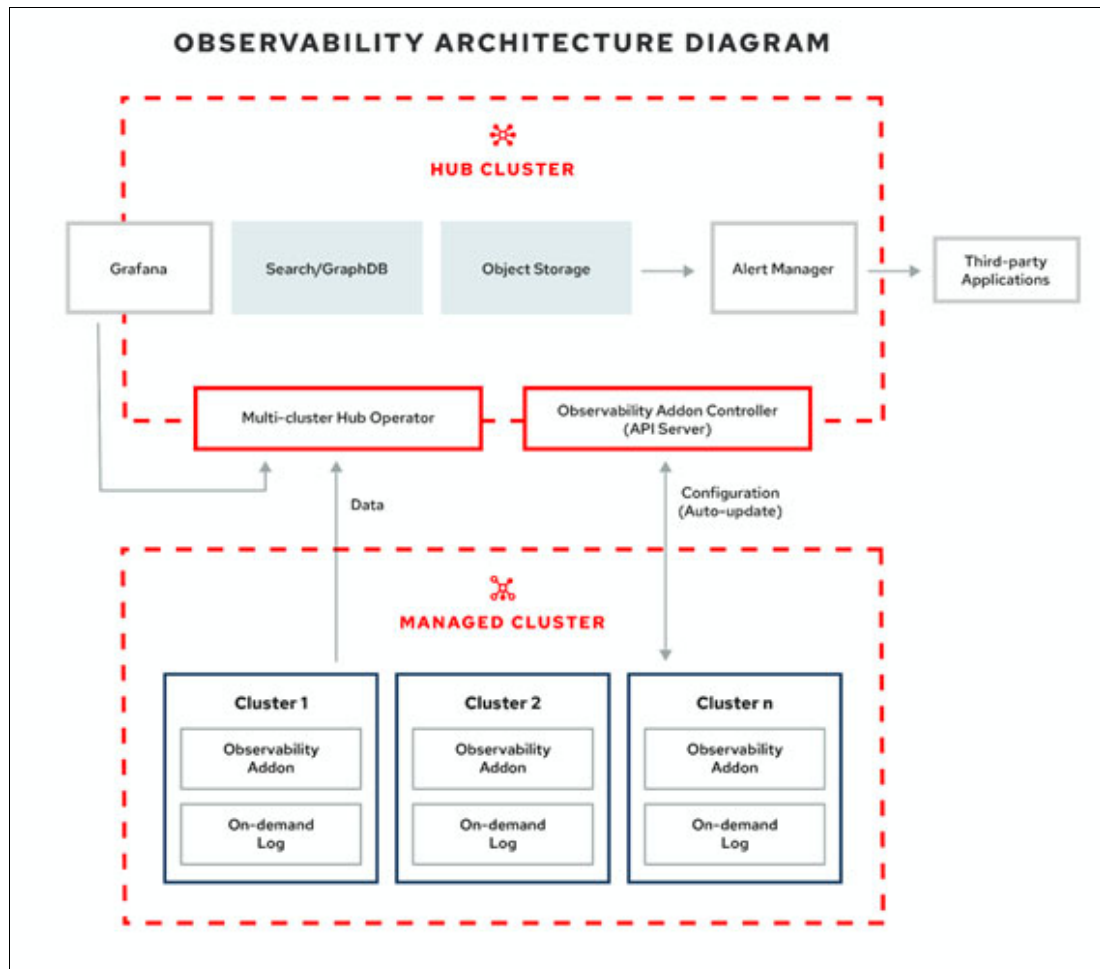 OBSERVABILITY ARCHITECTURE DIAGRAM
HUB CLUSTER
Grafana
Search/GraphDB
Object Storage
Alert Manager
Third-party
Applications
Multi-cluster Hub Operator
Observability Addon Controller
(API Server)
Data
Configuration
(Auto-update)
MANAGED CLUSTER
Cluster 1
Observability
Addon
On-demand
Log
Cluster 2
Observability
Addon
On-demand
Log
Cluster n
Observability
Addon
On-demand
Log